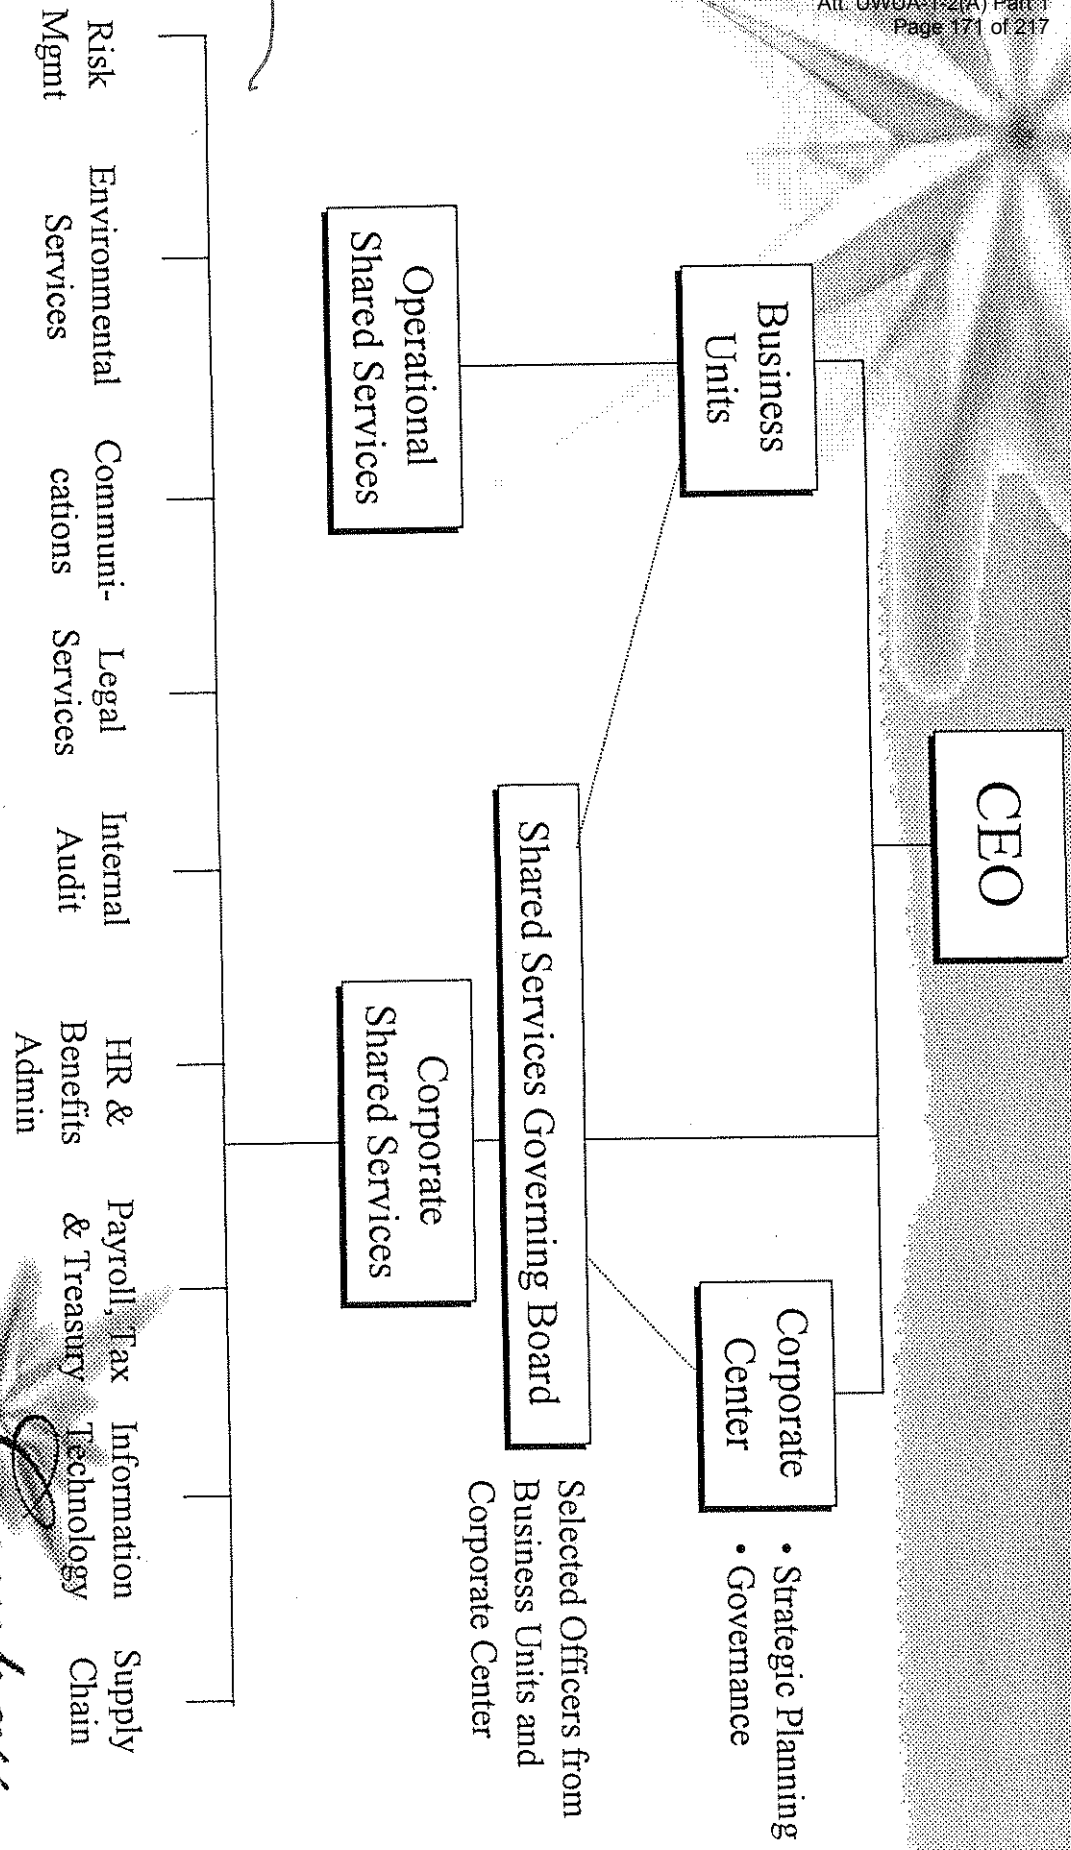 Att. UWUA-1-2(A) Part 1
Page 171 of 217
CEO
Business
Units
Corporate
Center
• Strategic Planning
• Governance
Shared Services Governing Board
Selected Officers from
Business Units and
Corporate Center
Operational
Shared Services
Corporate
Shared Services
Risk
Mgmt
Environmental
Services
Communi-
cations
Legal
Services
Internal
Audit
HR &
Benefits
Admin
Payroll, Tax
& Treasury
Information
Technology
Supply
Chain